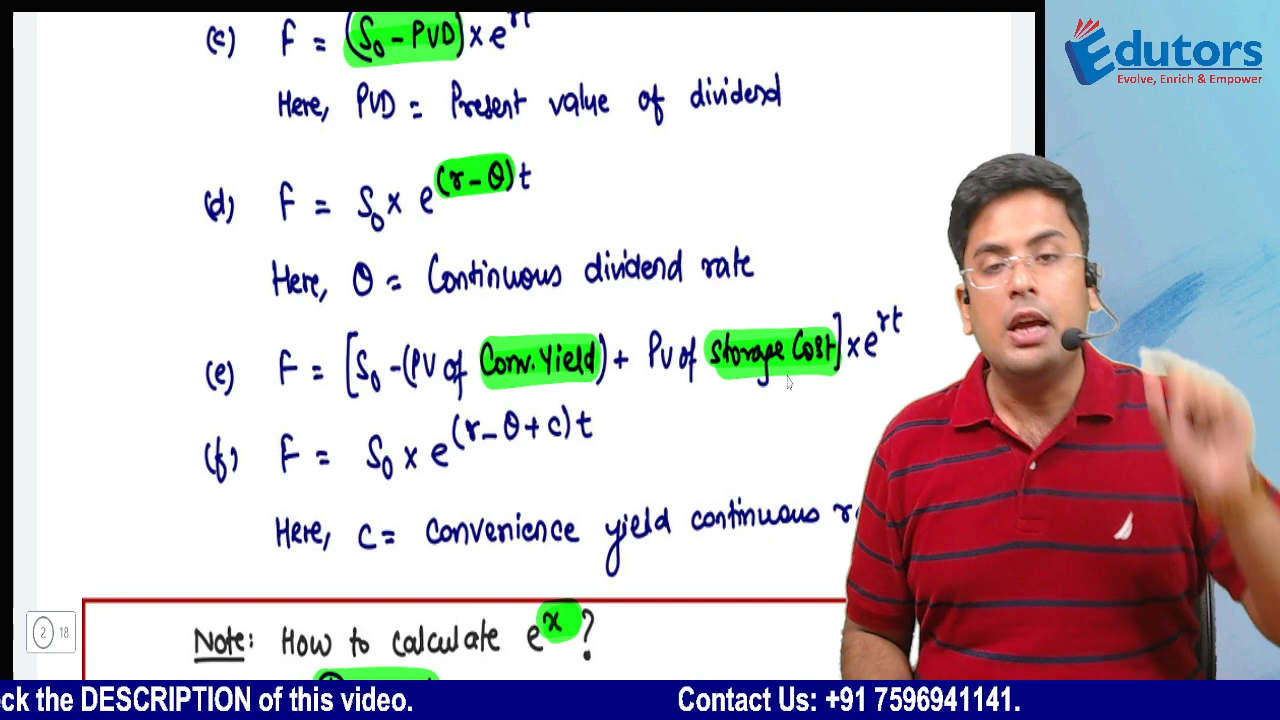 (c) F = (S₀ - PVD) × e^rt
Edutors
Evolve, Enrich & Empower
Here, PVD = Present value of dividend
(d) F = S₀ × e^(r - θ)t
Here, θ = Continuous dividend rate
(e) F = [S₀ - (PV of Conv. Yield) + PV of Storage Cost] × e^rt
(f) F = S₀ × e^(r - θ + c)t
Here, c = Convenience yield continuous
2 18
Note: How to calculate e^x ?
ck the DESCRIPTION of this video.
Contact Us: +91 7596941141.